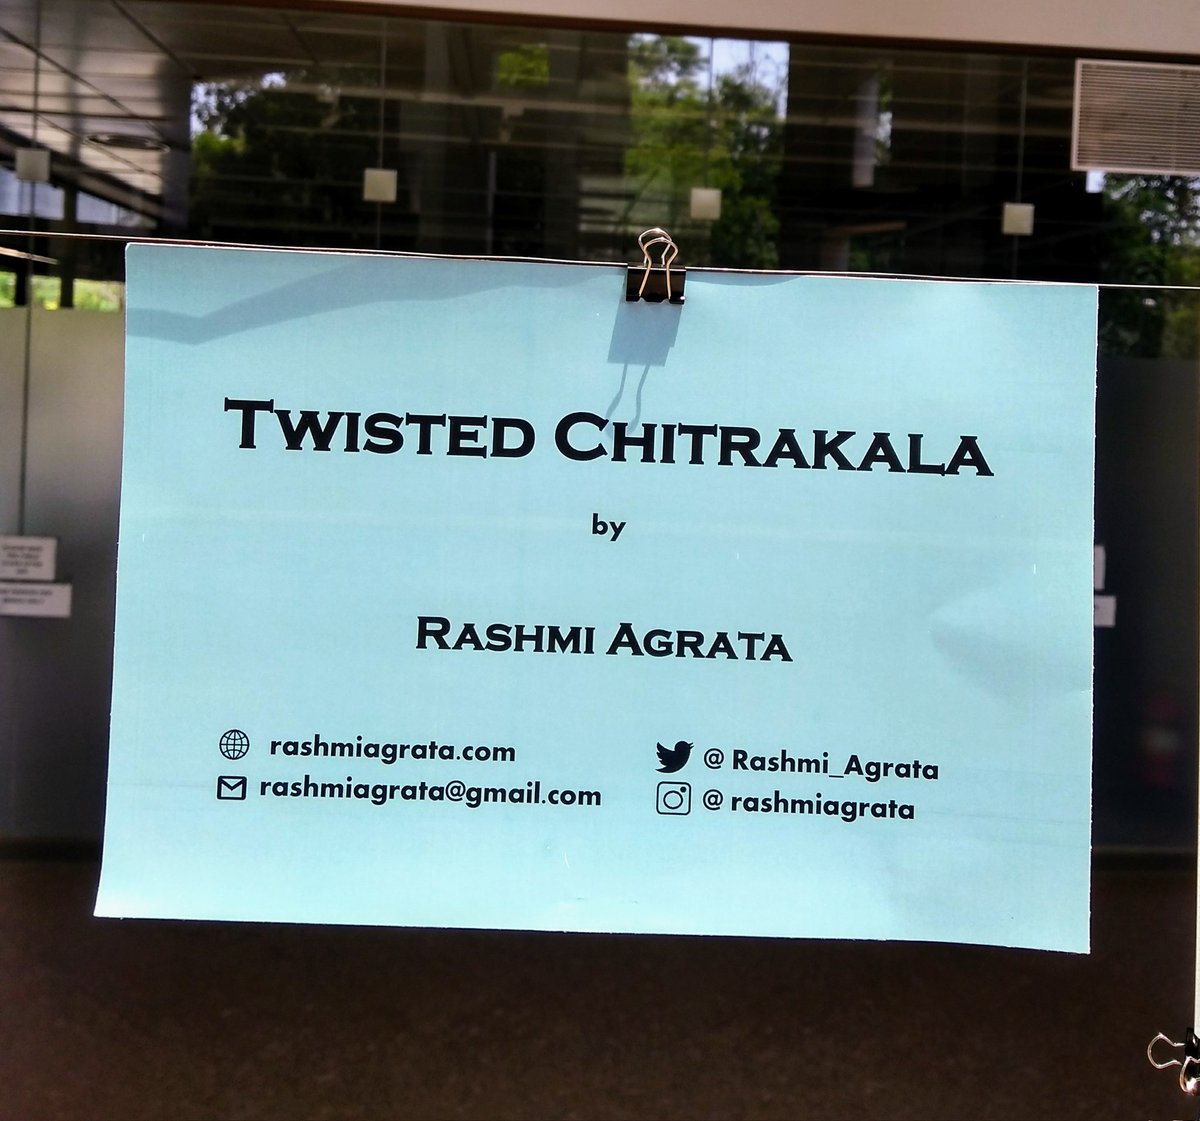 TWISTED CHITRAKALA
by
RASHMI AGRATA
rashmiagrata.com
rashmiagrata@gmail.com
@ Rashmi_Agrata
@ rashmiagrata